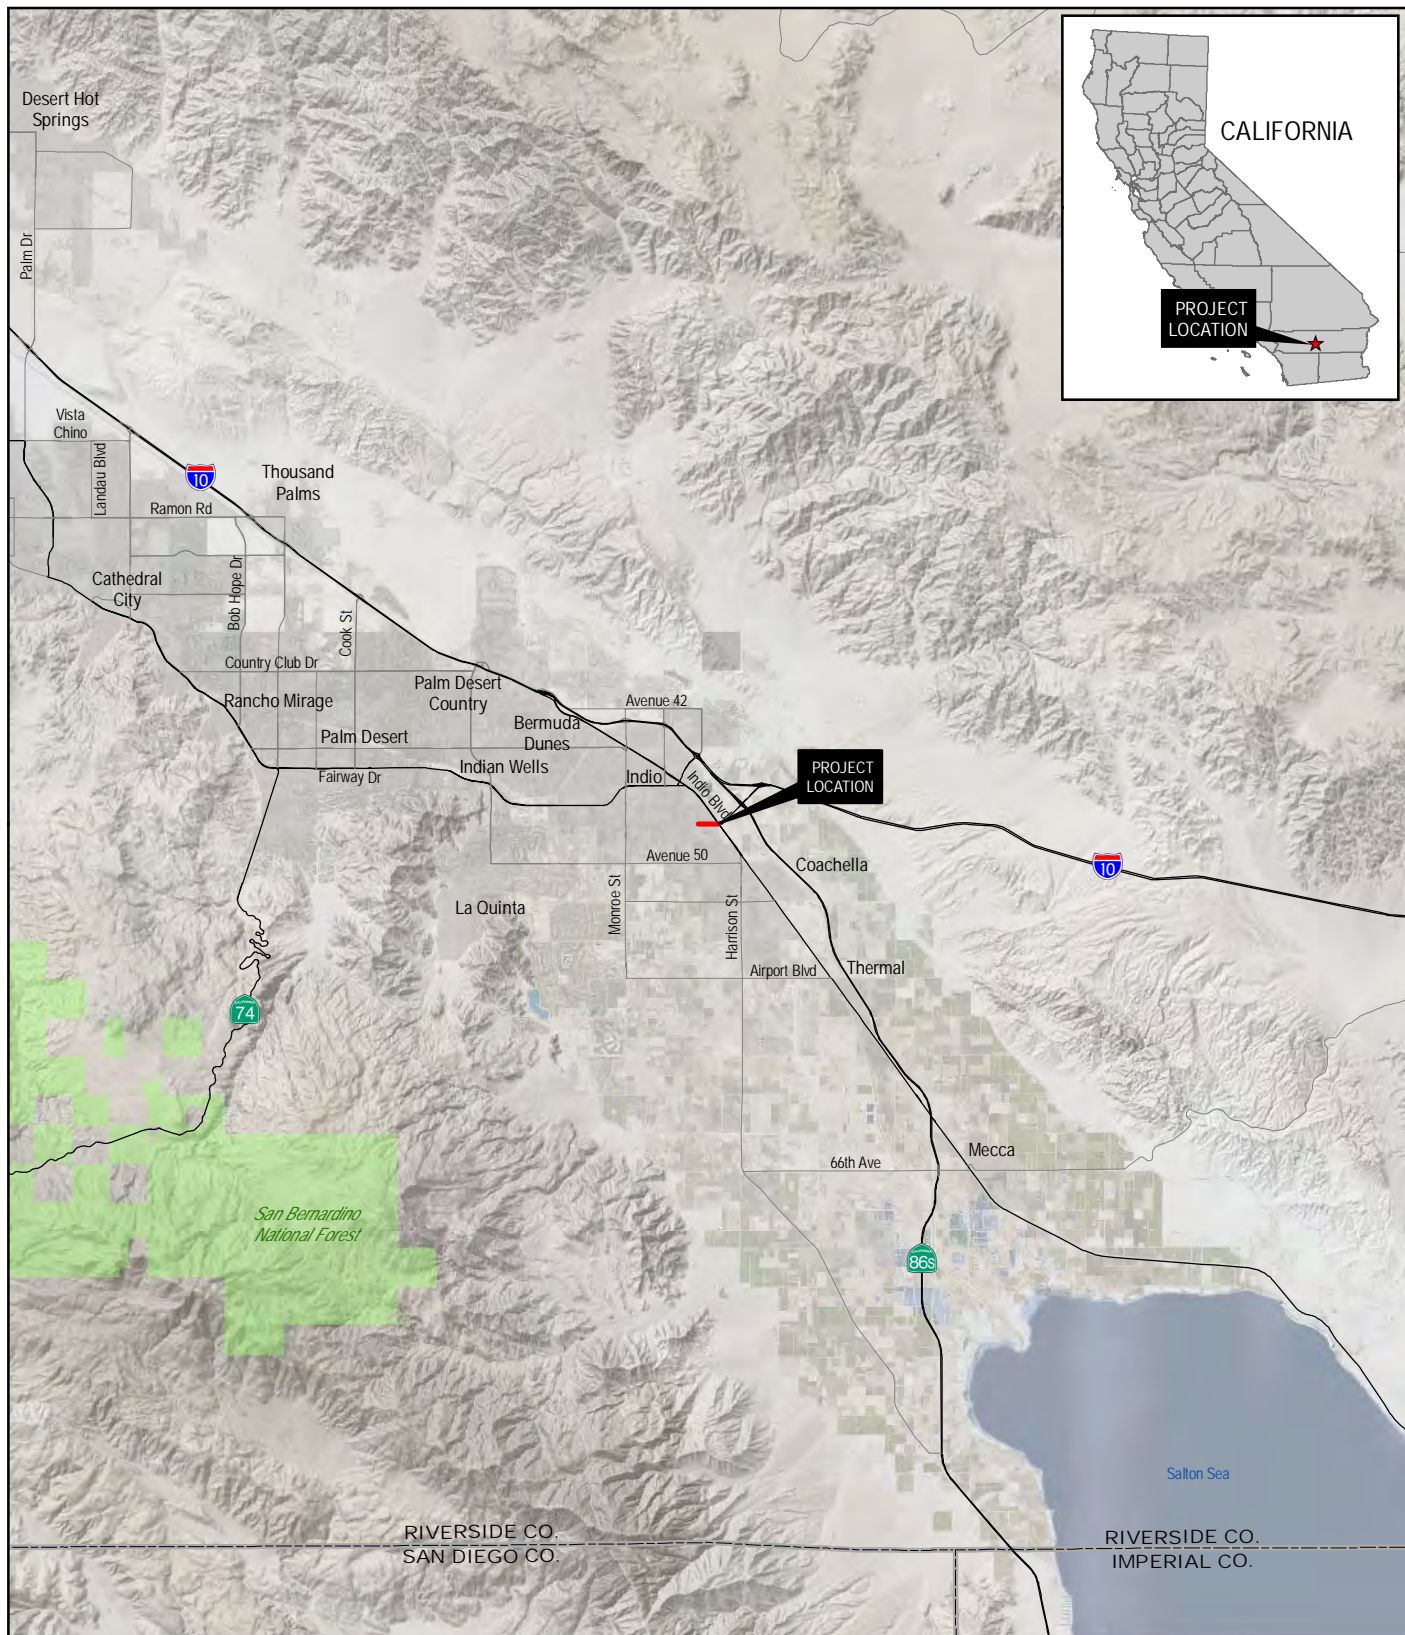 Desert Hot
Springs
CALIFORNIA
Palm Dr
PROJECT
LOCATION
Vista
Chino
Landau Blvd
10
Thousand
Palms
Ramon Rd
Cathedral
City
Bob Hope Dr
Cook St
Country Club Dr
Rancho Mirage
Palm Desert
Country
Avenue 42
Bermuda
Dunes
Palm Desert
Indian Wells
Fairway Dr
Indio
Indio Blvd
PROJECT
LOCATION
Avenue 50
Coachella
10
Monroe St
La Quinta
Harrison St
Airport Blvd
Thermal
CALIFORNIA
74
Mecca
66th Ave
San Bernardino
National Forest
CALIFORNIA
86S
Salton Sea
RIVERSIDE CO.
SAN DIEGO CO.
RIVERSIDE CO.
IMPERIAL CO.